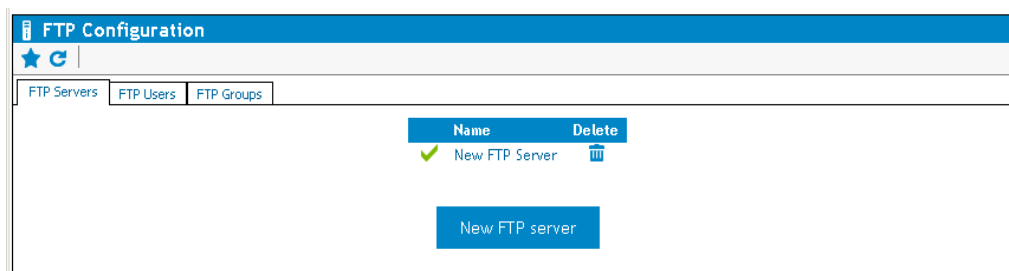 FTP Configuration
FTP Servers FTP Users FTP Groups
Name Delete
New FTP Server
New FTP server